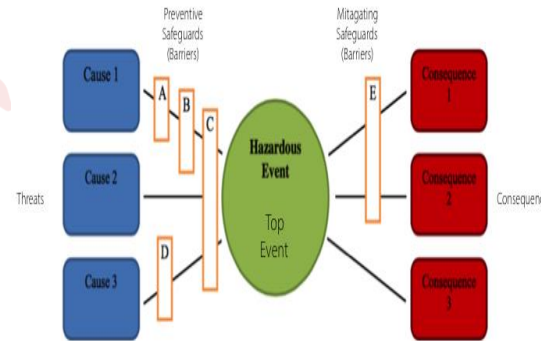 Preventive
Safeguards
(Barriers)
Mitagating
Safeguards
(Barriers)
Cause 1
A
B
C
E
Consequence
1
Hazardous
Event
Threats
Cause 2
Top
Event
Consequence
2
Consequen
D
Cause 3
Consequence
3